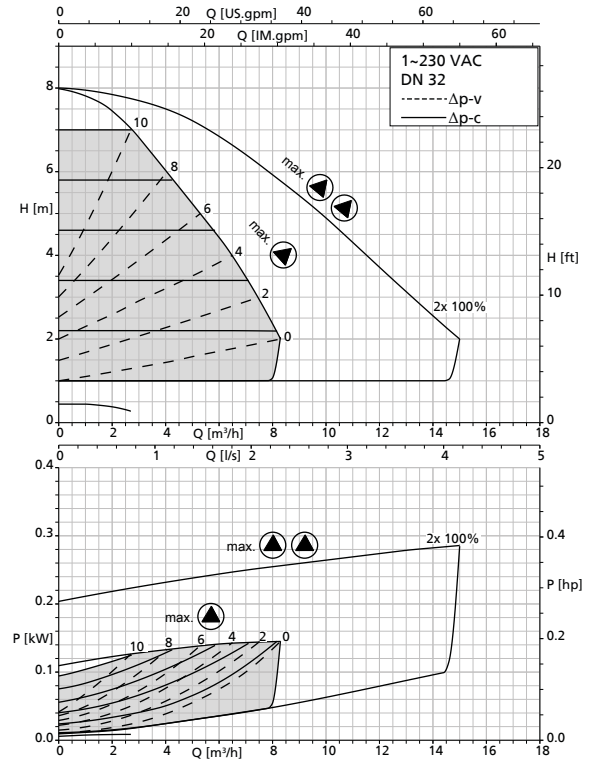 Q [US.gpm]
0 20 40 60
Q [IM.gpm]
0 12 24 36 48 60
1~230 VAC
DN 32
Δp-v
Δp-c
8
10
max.
8
6
20
H [m]
6
max.
4
4
H [ft]
2
10
2x 100%
2
0
0
0
0 2 4 6 8 10 12 14 16 18
Q [m³/h]
0 1 2 3 4 5
Q [l/s]
0.4
0.3
max.
2x 100%
0.4
P [hp]
0.2
max.
P [kW]
10 8 6 4 2 0
0.2
0.1
0.0
0.0
0 2 4 6 8 10 12 14 16 18
Q [m³/h]